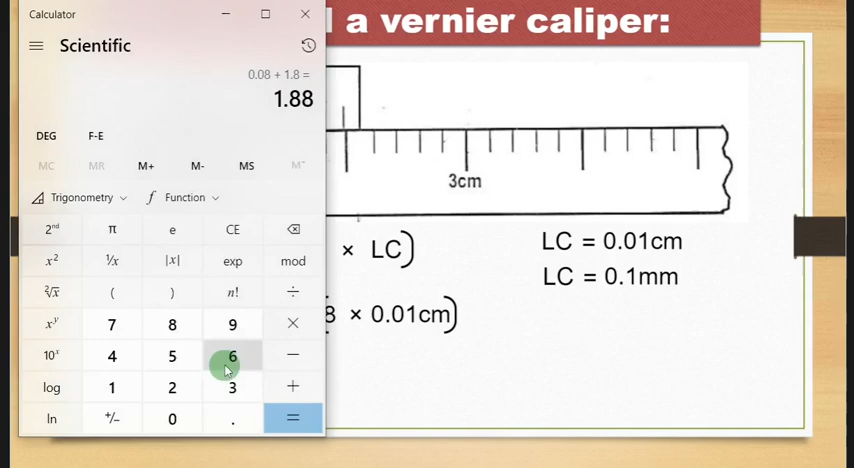 Calculator
Scientific
0.08 + 1.8 =
1.88
DEG F-E
MC MR M+ M- MS M˅
Trigonometry Function
2ⁿᵈ π e CE
x² ¹/x |x| exp mod
²√x ( ) n! ÷
xʸ 7 8 9 ×
10ˣ 4 5 6 −
log 1 2 3 +
ln +/− 0 . =
a vernier caliper:
3cm
× LC)
8 × 0.01cm)
LC = 0.01cm
LC = 0.1mm